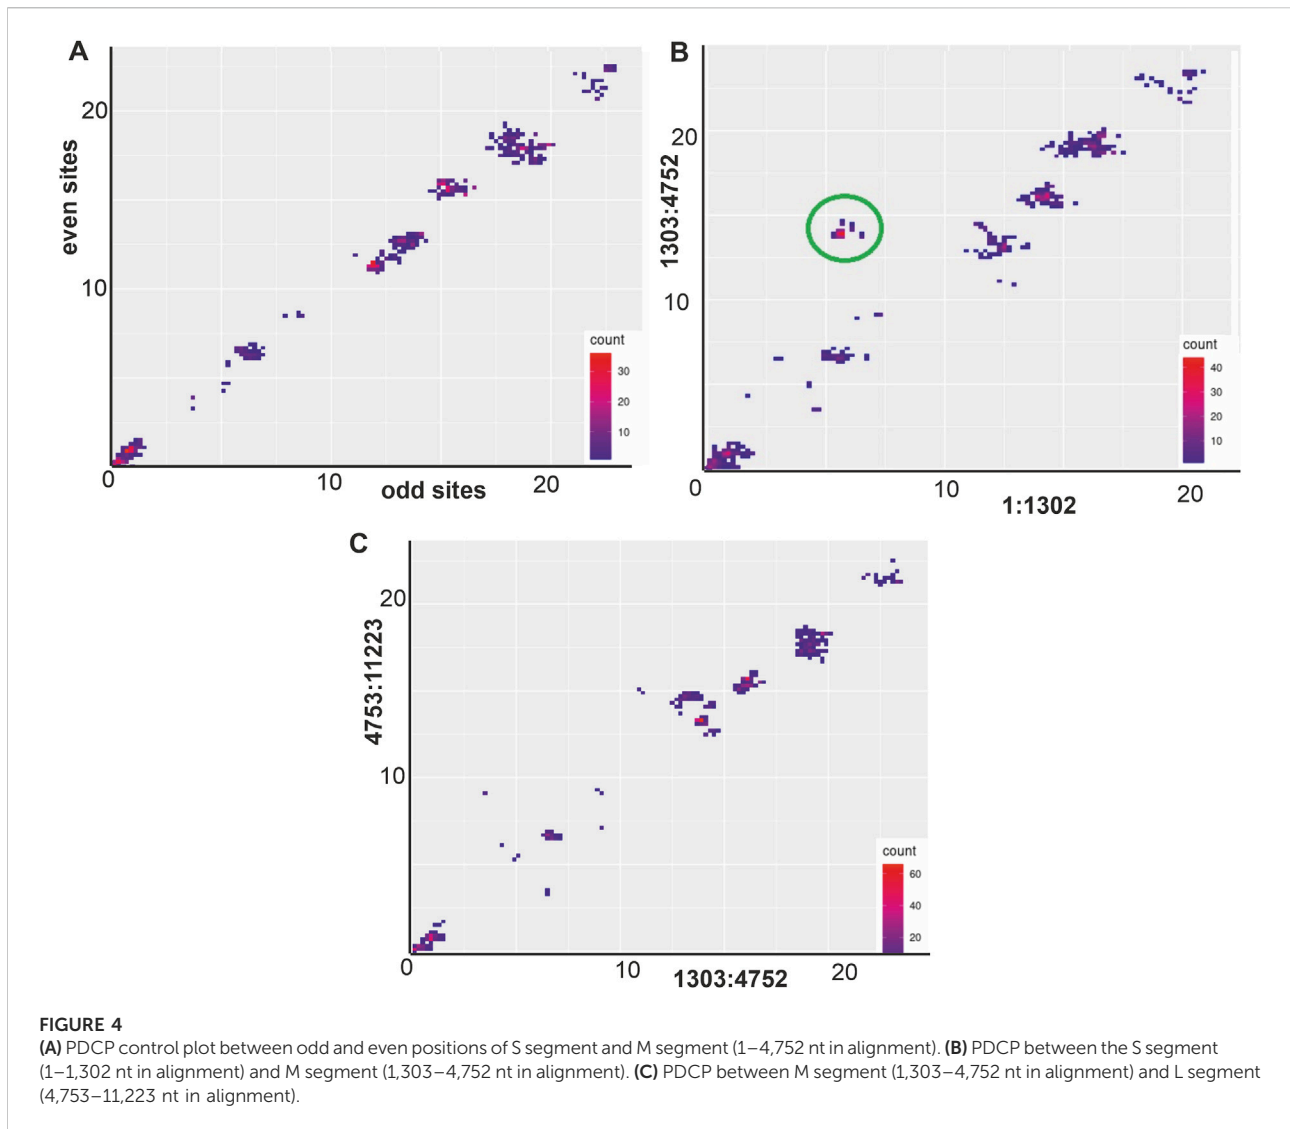 A
even sites
20
10
0
10
20
odd sites
count
30
20
10
B
1303:4752
20
10
0
10
20
1:1302
count
40
30
20
10
C
4753:11223
20
10
0
10
20
1303:4752
count
60
40
20
FIGURE 4
(A) PDCP control plot between odd and even positions of S segment and M segment (1–4,752 nt in alignment). (B) PDCP between the S segment
(1–1,302 nt in alignment) and M segment (1,303–4,752 nt in alignment). (C) PDCP between M segment (1,303–4,752 nt in alignment) and L segment
(4,753–11,223 nt in alignment).